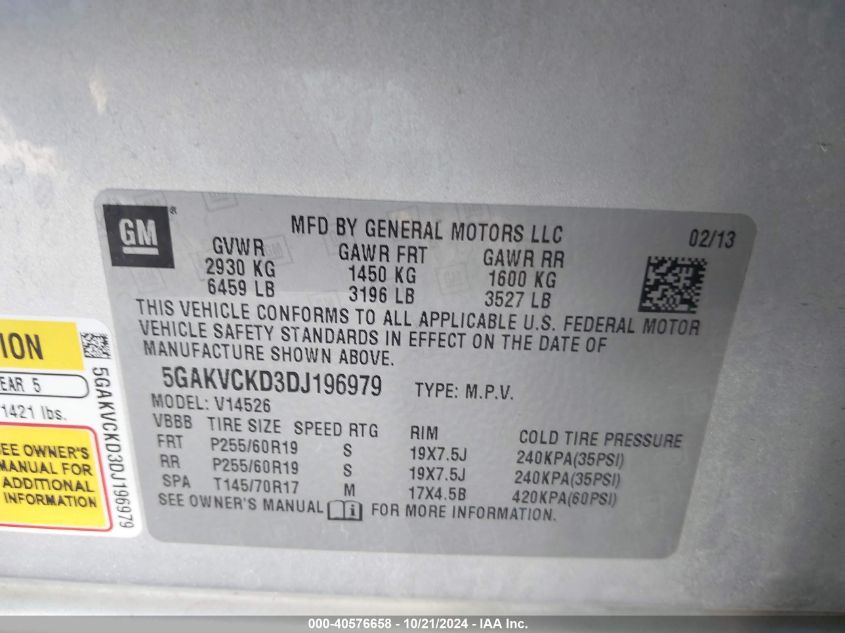 GM
MFD BY GENERAL MOTORS LLC 02/13
GVWR GAWR FRT GAWR RR
2930 KG 1450 KG 1600 KG
6459 LB 3196 LB 3527 LB
THIS VEHICLE CONFORMS TO ALL APPLICABLE U.S. FEDERAL MOTOR
VEHICLE SAFETY STANDARDS IN EFFECT ON THE DATE OF
MANUFACTURE SHOWN ABOVE.
5GAKVCKD3DJ196979 TYPE: M.P.V.
MODEL: V14526
VBBB TIRE SIZE SPEED RTG RIM COLD TIRE PRESSURE
FRT P255/60R19 S 19X7.5J 240KPA(35PSI)
RR P255/60R19 S 19X7.5J 240KPA(35PSI)
SPA T145/70R17 M 17X4.5B 420KPA(60PSI)
SEE OWNER'S MANUAL FOR MORE INFORMATION.
ION
EAR 5
1421 lbs.
SEE OWNER'S
MANUAL FOR
ADDITIONAL
INFORMATION
5GAKVCKD3DJ196979
000-40576658 - 10/21/2024 - IAA Inc.